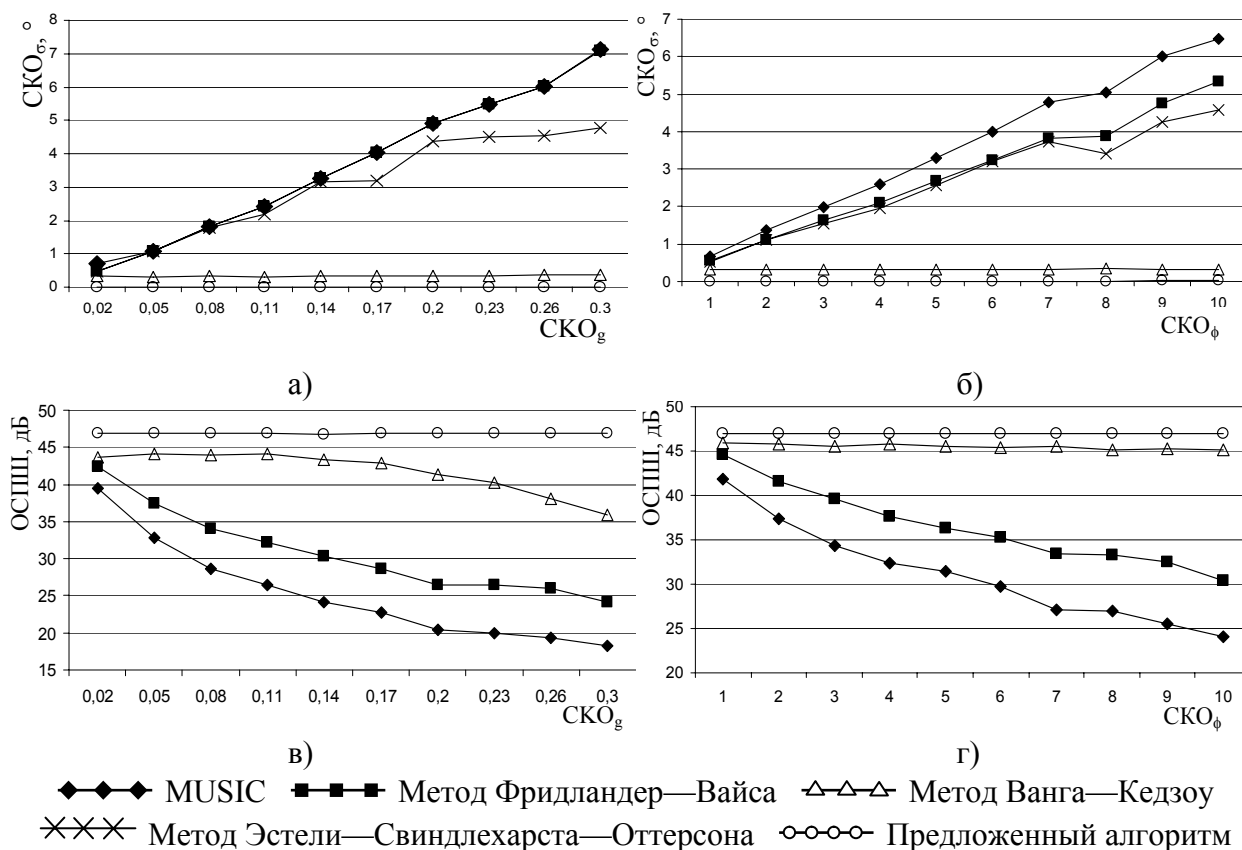 СКО_σ, °
8
7
6
5
4
3
2
1
0
0,02 0,05 0,08 0,11 0,14 0,17 0,2 0,23 0,26 0.3
СКО_g
а)
СКО_σ, °
7
6
5
4
3
2
1
0
1 2 3 4 5 6 7 8 9 10
СКО_ϕ
б)
ОСПШ, дБ
50
45
40
35
30
25
20
15
0,02 0,05 0,08 0,11 0,14 0,17 0,2 0,23 0,26 0,3
СКО_g
в)
ОСПШ, дБ
50
45
40
35
30
25
20
1 2 3 4 5 6 7 8 9 10
СКО_ϕ
г)
MUSIC Метод Фридландер—Вайса Метод Ванга—Кедзоу
Метод Эстели—Свиндлехарста—Оттерсона Предложенный алгоритм